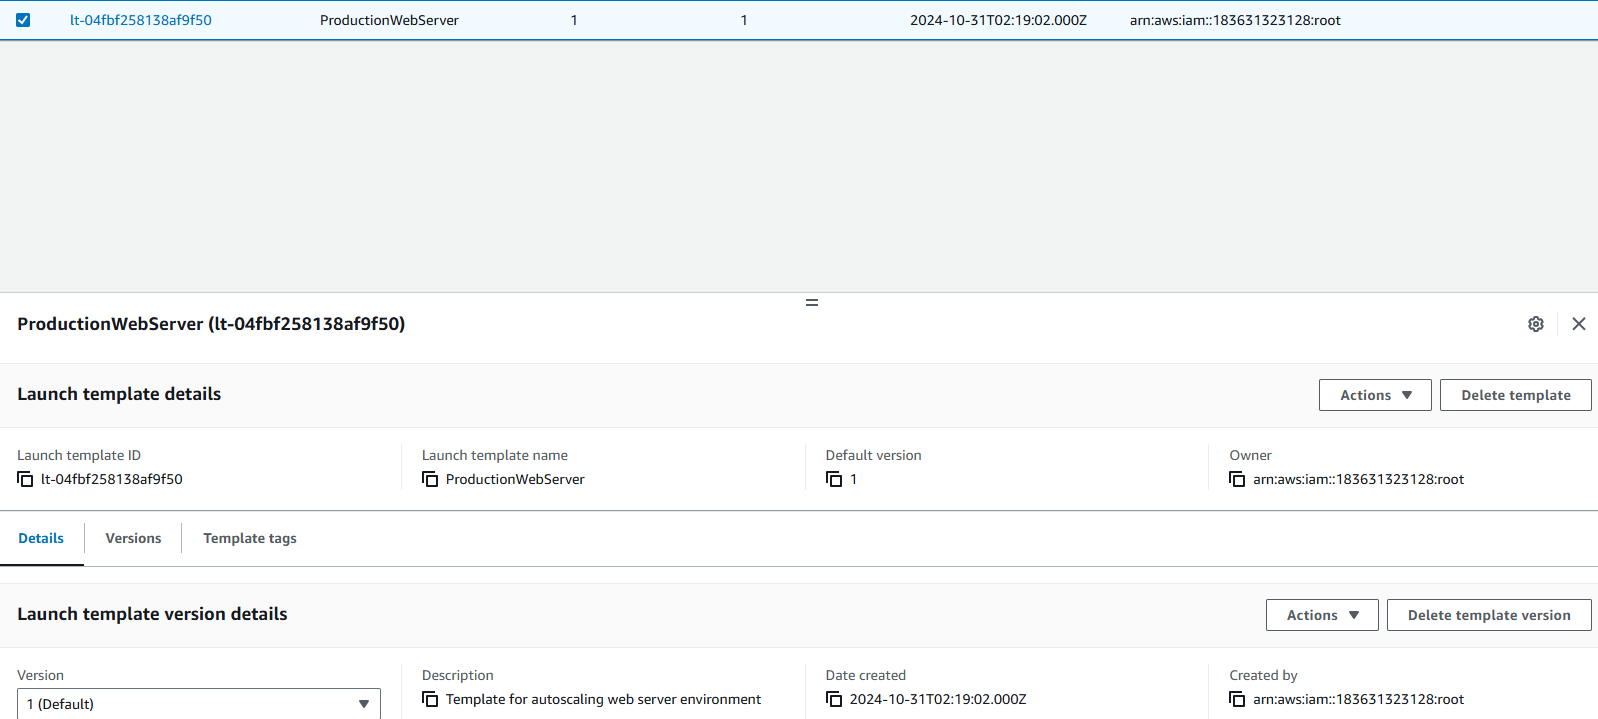 lt-04fbf258138af9f50 ProductionWebServer 1 1 2024-10-31T02:19:02.000Z arn:aws:iam::183631323128:root
ProductionWebServer (lt-04fbf258138af9f50)
Launch template details Actions Delete template
Launch template ID Launch template name Default version Owner
lt-04fbf258138af9f50 ProductionWebServer 1 arn:aws:iam::183631323128:root
Details Versions Template tags
Launch template version details Actions Delete template version
Version Description Date created Created by
1 (Default) Template for autoscaling web server environment 2024-10-31T02:19:02.000Z arn:aws:iam::183631323128:root